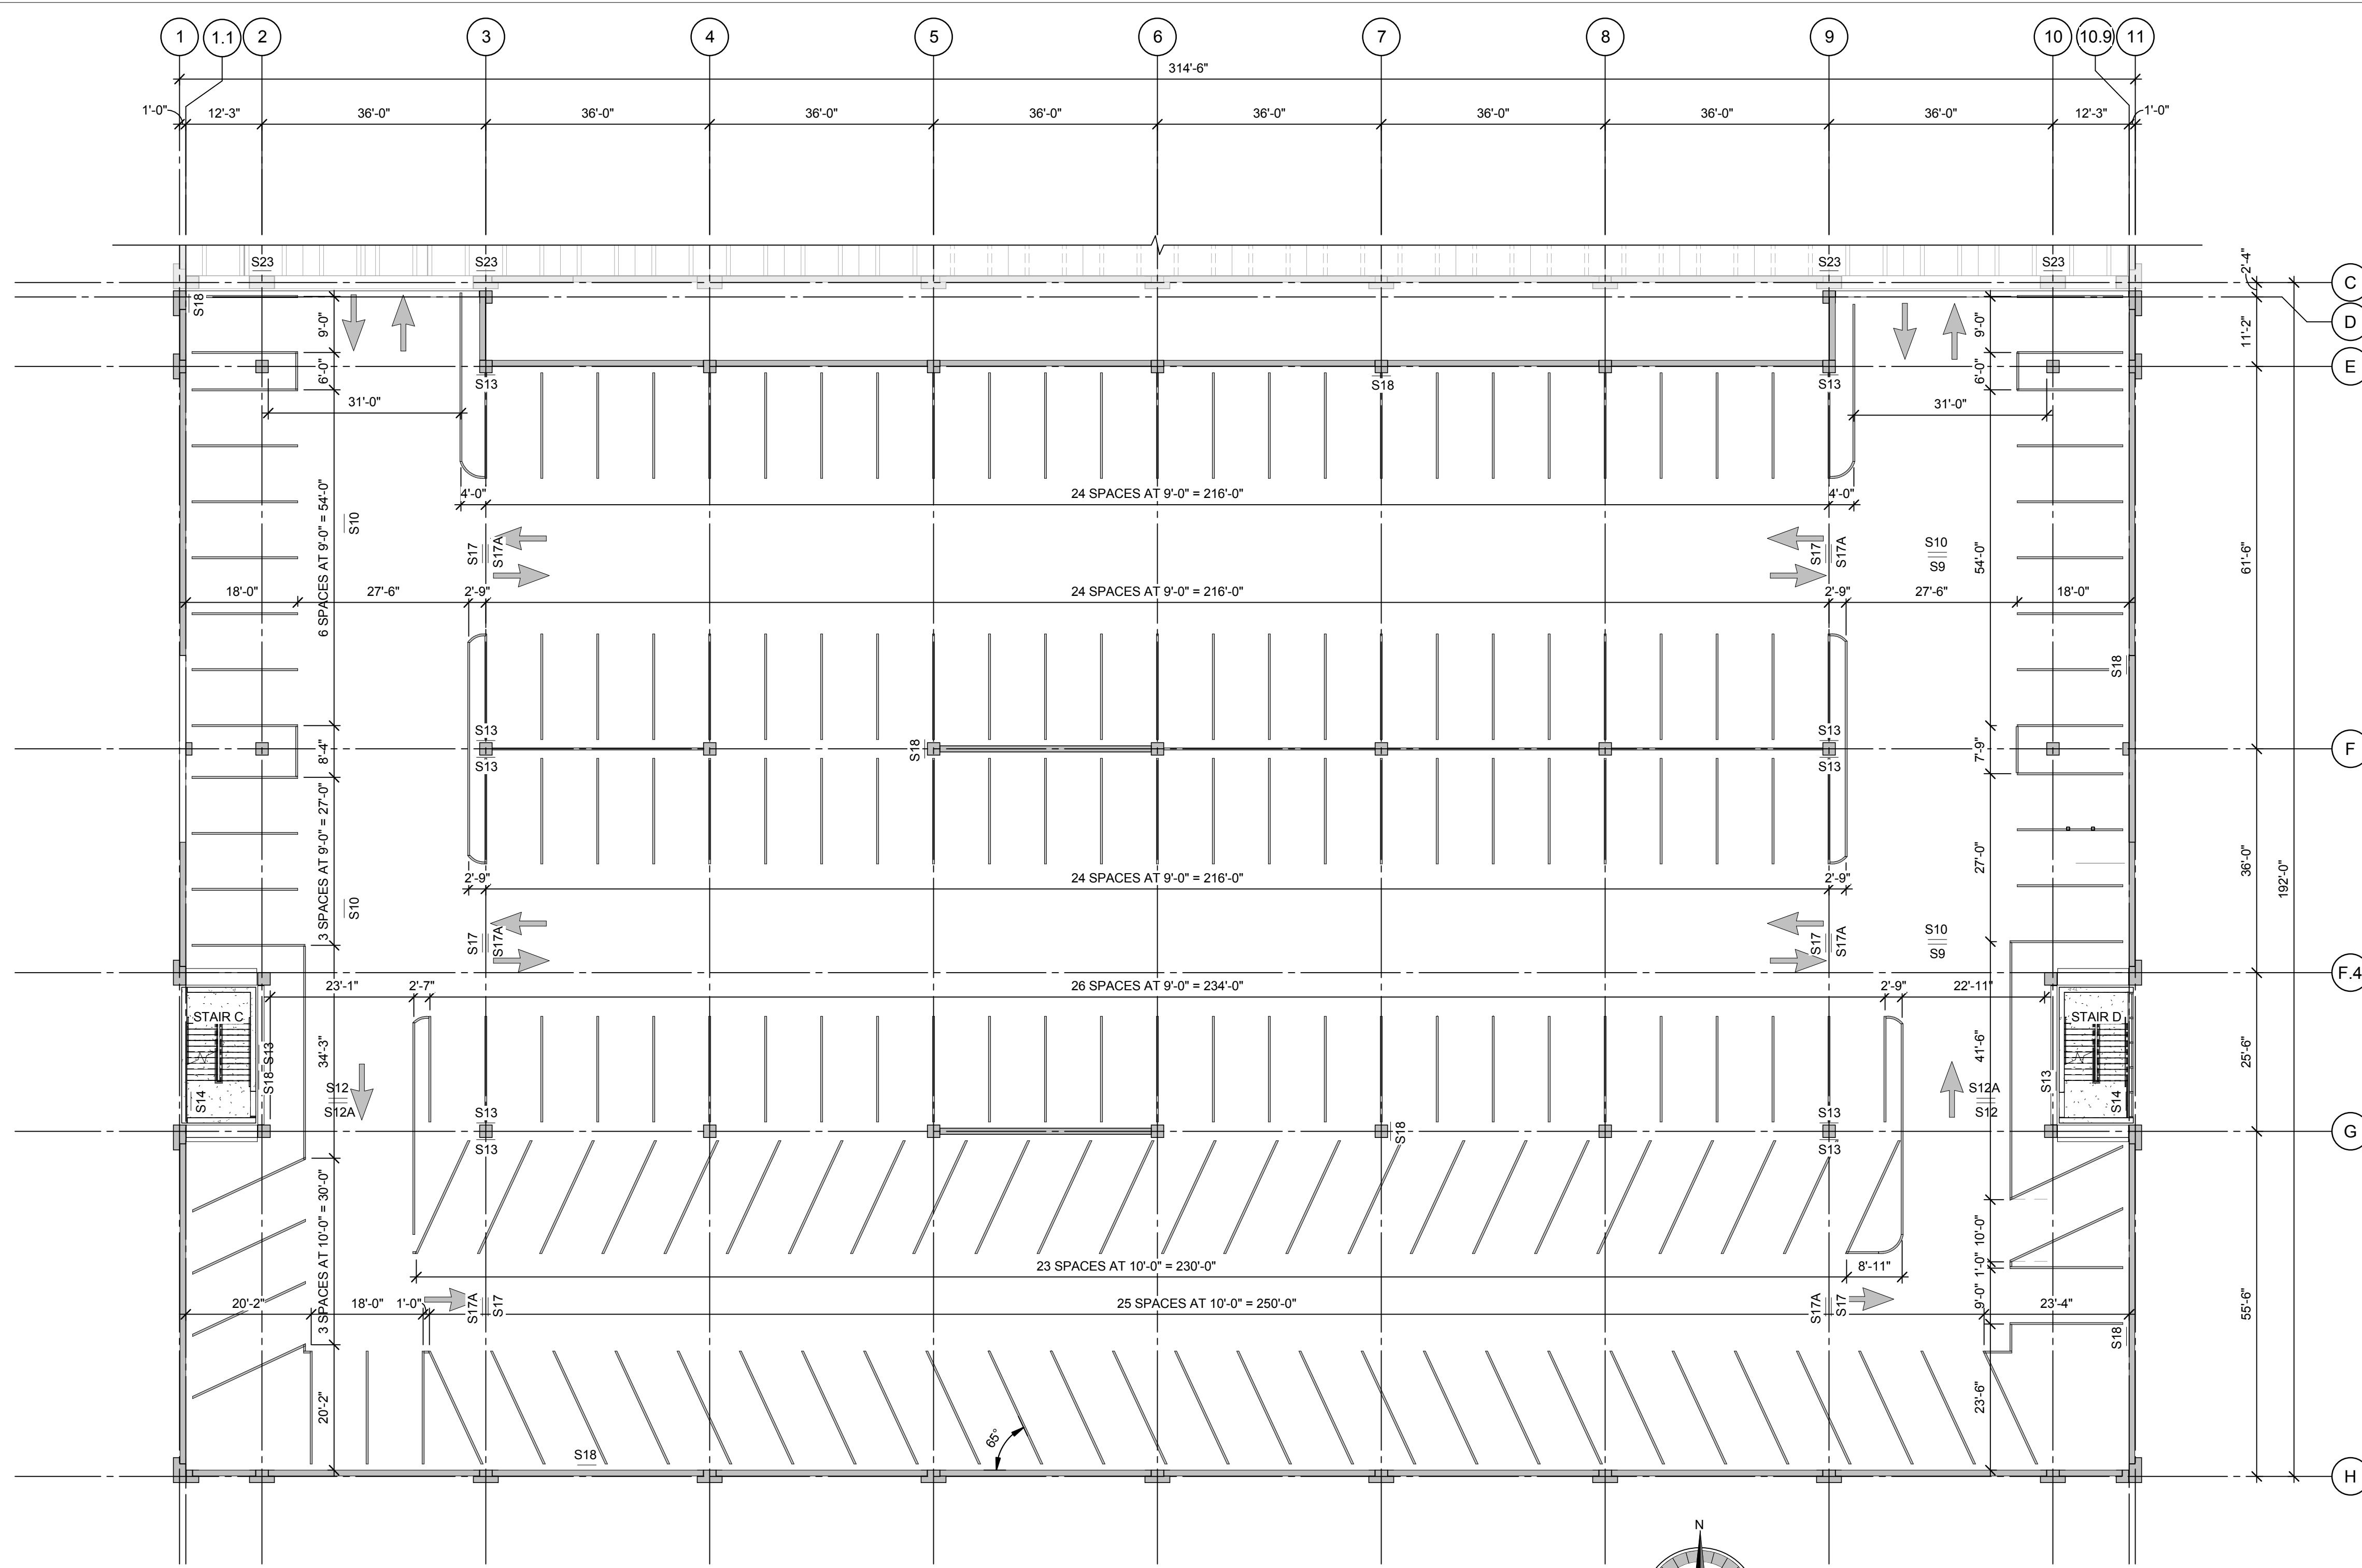 1 1.1 2 3 4 5 6 7 8 9 10 10.9 11
314'-6"
1'-0" 12'-3" 36'-0" 36'-0" 36'-0" 36'-0" 36'-0" 36'-0" 36'-0" 36'-0" 12'-3" 1'-0"
S23 S23 S23 S23
2'-4"
C
S18
D
9'-0" 9'-0" 11'-2"
E
6'-0" 6'-0"
S13 S18 S13
31'-0" 31'-0"
4'-0" 24 SPACES AT 9'-0" = 216'-0" 4'-0"
6 SPACES AT 9'-0" = 54'-0"
S10
S17 S17A S17 S17A
S10
S9
54'-0"
61'-6"
18'-0" 27'-6" 2'-9" 24 SPACES AT 9'-0" = 216'-0" 2'-9" 27'-6" 18'-0"
S18
S13 S13
8'-4" S18 7'-9"
F
S13 S13
3 SPACES AT 9'-0" = 27'-0"
27'-0"
36'-0"
192'-0"
2'-9" 24 SPACES AT 9'-0" = 216'-0" 2'-9"
S10
S17 S17A S17 S17A
S10
S9
F.4
23'-1" 2'-7" 26 SPACES AT 9'-0" = 234'-0" 2'-9" 22'-11"
STAIR C STAIR D
34'-3"
41'-6"
25'-6"
S18 S13
S14
S12
S12A
S12A
S12
S13
S14
S13 S13
S18
G
S13 S13
3 SPACES AT 10'-0" = 30'-0"
10'-0"
1'-0"
23 SPACES AT 10'-0" = 230'-0" 8'-11"
9'-0"
55'-6"
20'-2" 18'-0" 1'-0" S17A S17 25 SPACES AT 10'-0" = 250'-0" S17A S17 23'-4"
S18
20'-2"
23'-6"
65°
S18
H
N